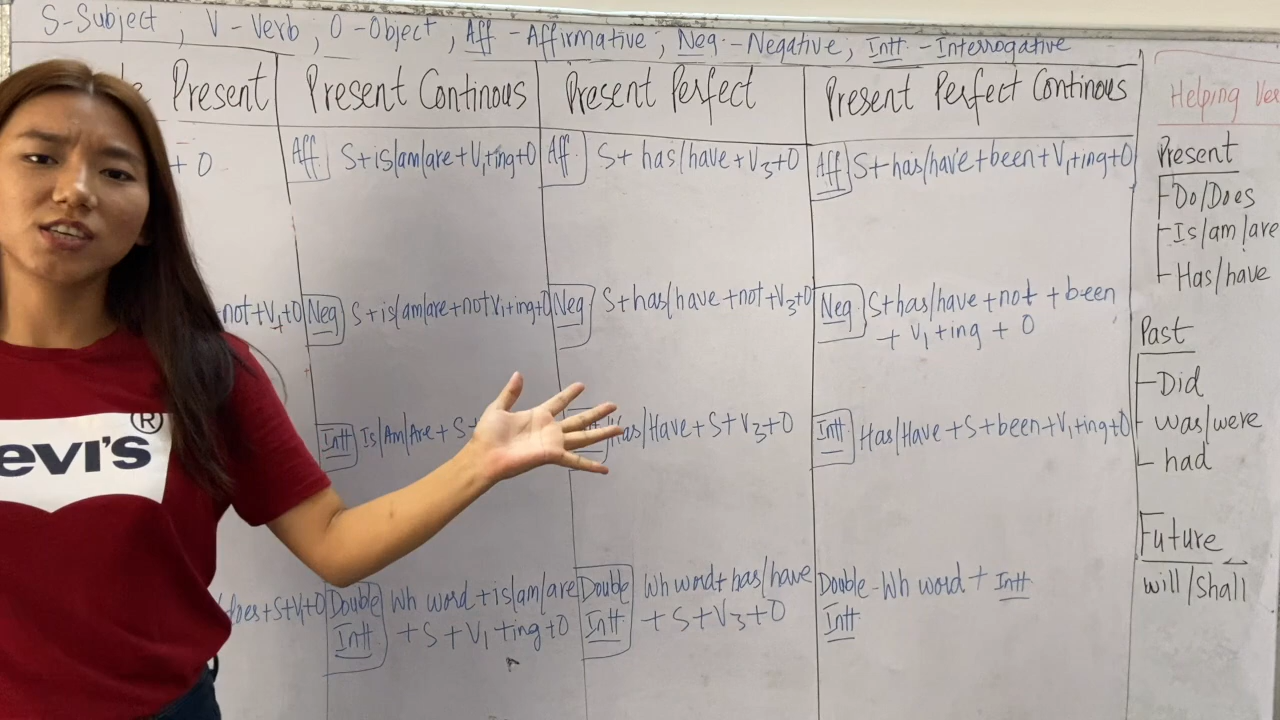 S-Subject , V-Verb , O-Object , Aff -Affirmative , Neg -Negative , Intt -Interrogative
Present
Present Continous
Present Perfect
Present Perfect Continous
Helping
+ O
Aff S+is/am/are+V1+ing+O
Aff S+ has/have+V3+O
Aff S+has/have+been+V1+ing+O
not+V1+O
Neg S+is/am/are+not V1+ing+O
Neg S+has/have+not+V3+O
Neg S+has/have+not +been
+ V1+ing + O
Intt Is/Am/Are + S+
Has/Have+S+V3+O
Intt Has/Have+S+been+V1+ing+O
does+S+V1+O
Double Wh word+is/am/are
Intt +S+V1+ing+O
Double Wh word+has/have
Intt + S+V3+O
Double-Wh word + Intt
Intt
Present
Do/Does
Is/am/are
Has/have
Past
Did
was/were
had
Future
will/shall
evi's ®